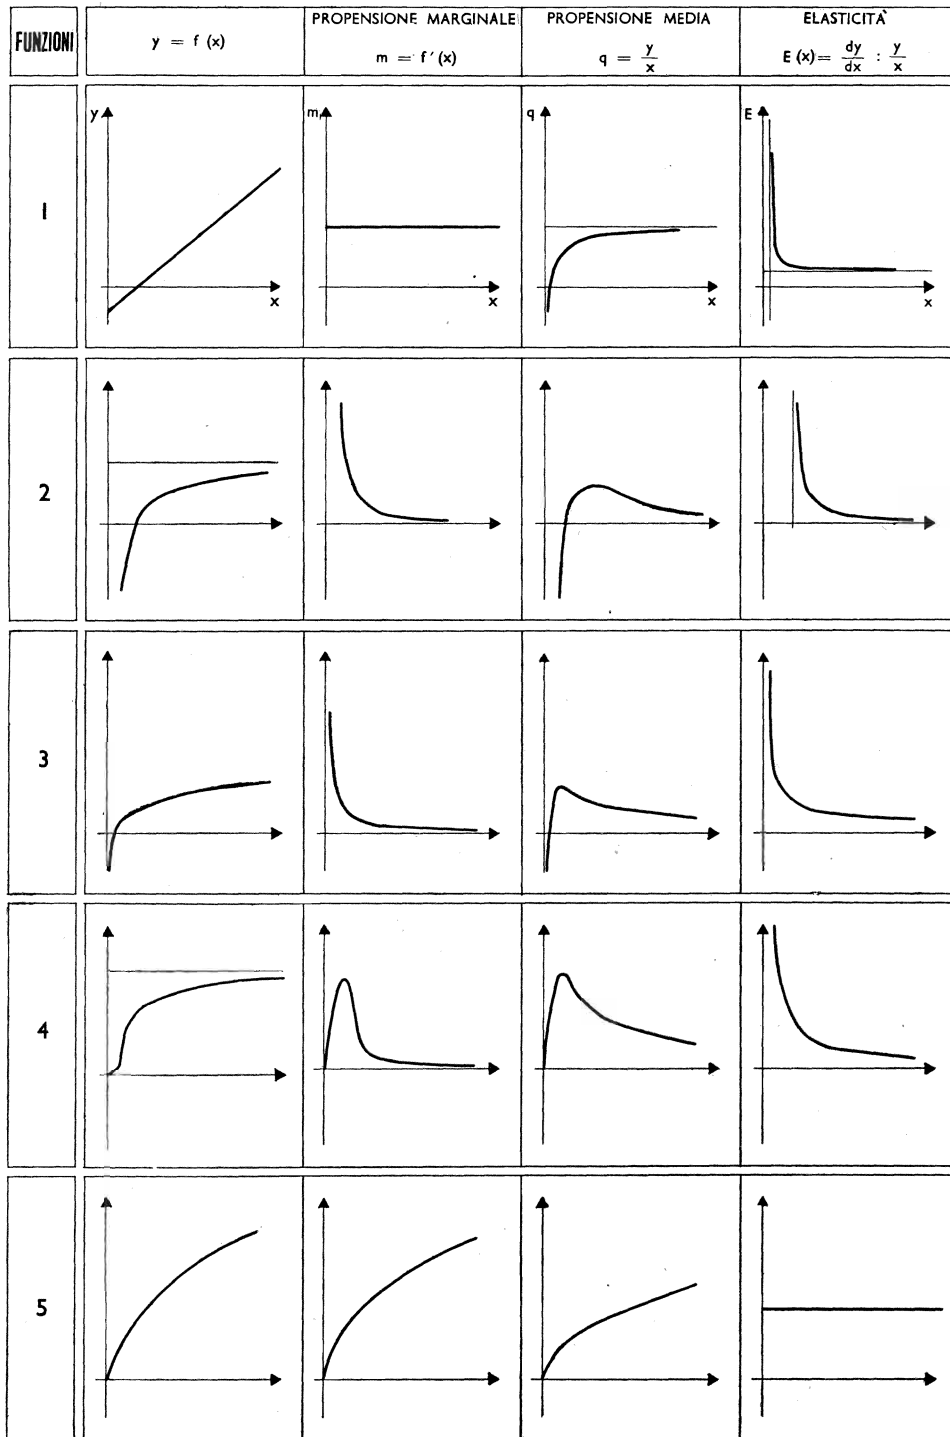 FUNZIONI
y = f (x)
PROPENSIONE MARGINALE
m = f' (x)
PROPENSIONE MEDIA
q = y/x
ELASTICITÀ
E (x) = dy/dx : y/x
1
y
x
m
x
q
x
E
x
2
3
4
5